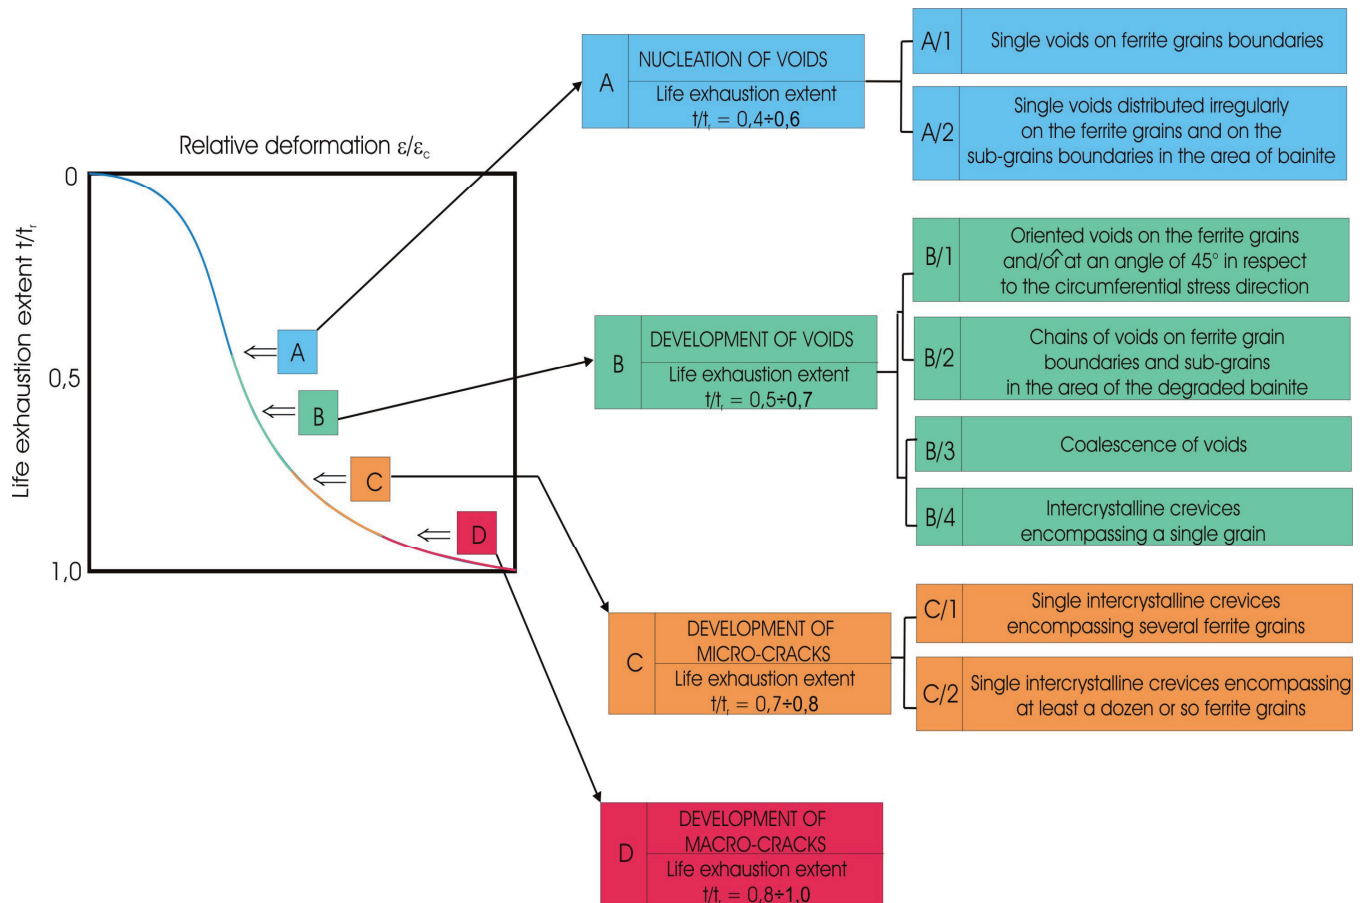 Relative deformation ε/εc
Life exhaustion extent t/tr
0
0,5
1,0
A
B
C
D
A
NUCLEATION OF VOIDS
Life exhaustion extent
t/tr = 0,4÷0,6
A/1
Single voids on ferrite grains boundaries
A/2
Single voids distributed irregularly
on the ferrite grains and on the
sub-grains boundaries in the area of bainite
B
DEVELOPMENT OF VOIDS
Life exhaustion extent
t/tr = 0,5÷0,7
B/1
Oriented voids on the ferrite grains
and/or at an angle of 45° in respect
to the circumferential stress direction
B/2
Chains of voids on ferrite grain
boundaries and sub-grains
in the area of the degraded bainite
B/3
Coalescence of voids
B/4
Intercrystalline crevices
encompassing a single grain
C
DEVELOPMENT OF
MICRO-CRACKS
Life exhaustion extent
t/tr = 0,7÷0,8
C/1
Single intercrystalline crevices
encompassing several ferrite grains
C/2
Single intercrystalline crevices encompassing
at least a dozen or so ferrite grains
D
DEVELOPMENT OF
MACRO-CRACKS
Life exhaustion extent
t/tr = 0,8÷1,0